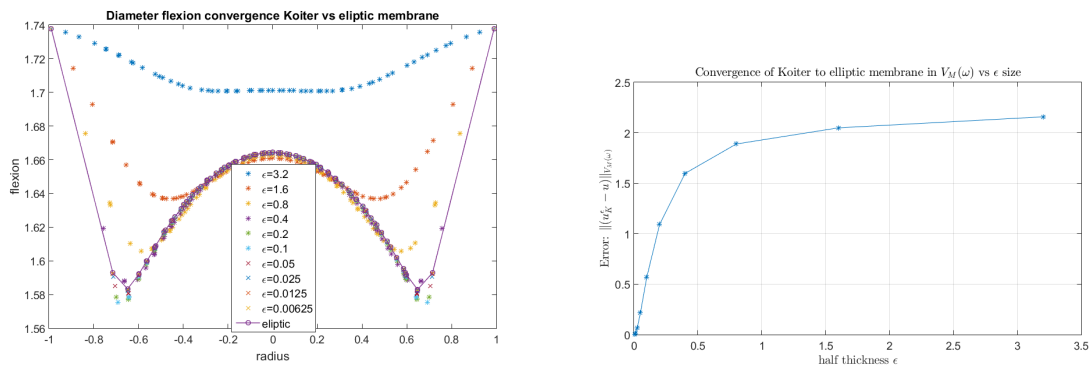 Diameter flexion convergence Koiter vs eliptic membrane
1.74
1.72
1.7
1.68
1.66
1.64
1.62
1.6
1.58
1.56
flexion
-1
-0.8
-0.6
-0.4
-0.2
0
0.2
0.4
0.6
0.8
1
radius
ϵ=3.2
ϵ=1.6
ϵ=0.8
ϵ=0.4
ϵ=0.2
ϵ=0.1
ϵ=0.05
ϵ=0.025
ϵ=0.0125
ϵ=0.00625
eliptic
Convergence of Koiter to elliptic membrane in V_M(ω) vs ϵ size
2.5
2
1.5
1
0.5
0
Error: ||(u_K^ϵ − u)||_{V_M(ω)}
0
0.5
1
1.5
2
2.5
3
3.5
half thickness ϵ